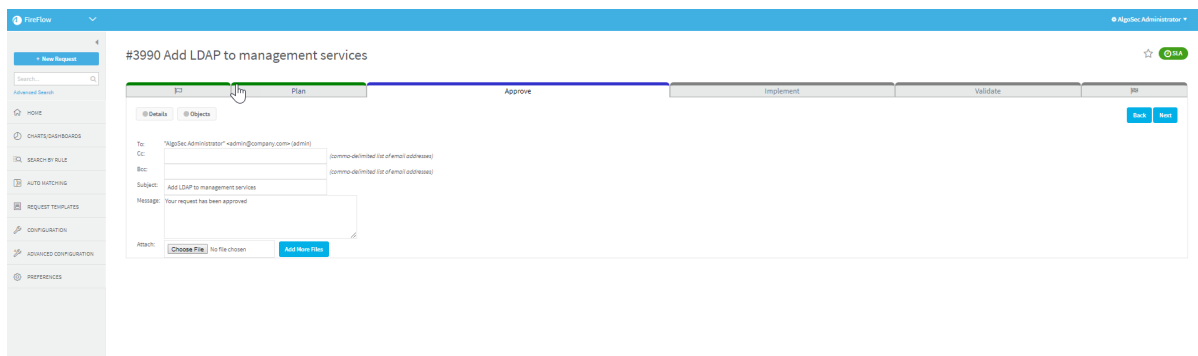 FireFlow
AlgoSec Administrator
+ New Request
Search...
Advanced Search
HOME
CHARTS/DASHBOARDS
SEARCH BY RULE
AUTO MATCHING
REQUEST TEMPLATES
CONFIGURATION
ADVANCED CONFIGURATION
PREFERENCES
#3990 Add LDAP to management services
SLA
Plan Approve Implement Validate
Details Objects
Back Next
To: "AlgoSec Administrator" <admin@company.com> (admin)
Cc: (comma-delimited list of email addresses)
Bcc: (comma-delimited list of email addresses)
Subject: Add LDAP to management services
Message: Your request has been approved
Attach: Choose File No file chosen Add More Files